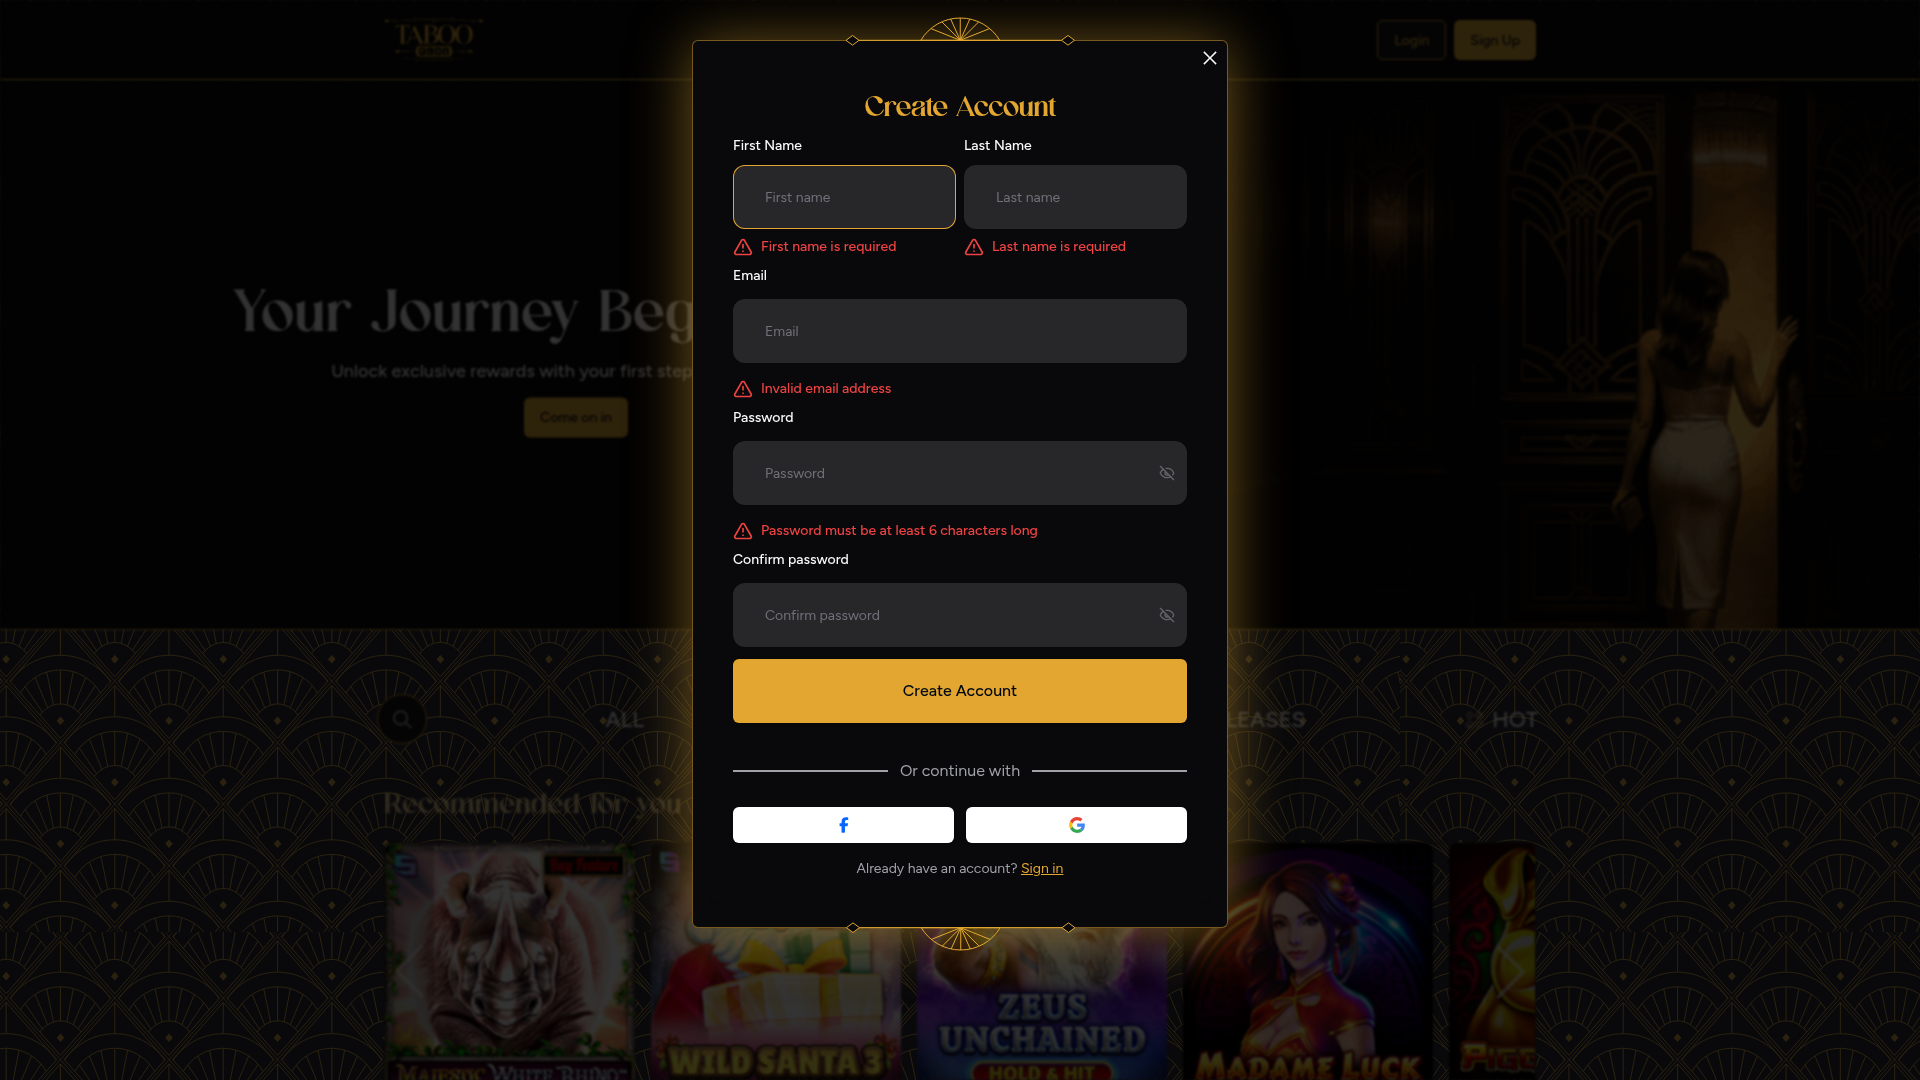 TABOO
Login
Sign Up
Create Account
First Name
Last Name
First name
Last name
First name is required
Last name is required
Email
Email
Invalid email address
Password
Password
Password must be at least 6 characters long
Confirm password
Confirm password
Create Account
Or continue with
Already have an account? Sign in
Your Journey Beg
Unlock exclusive rewards with your first step
Come on in
ALL
LEASES
HOT
Recommended for you
MAJESTIC WHITE RHINO
WILD SANTA 3
ZEUS
UNCHAINED
HOLD & HIT
MADAME LUCK